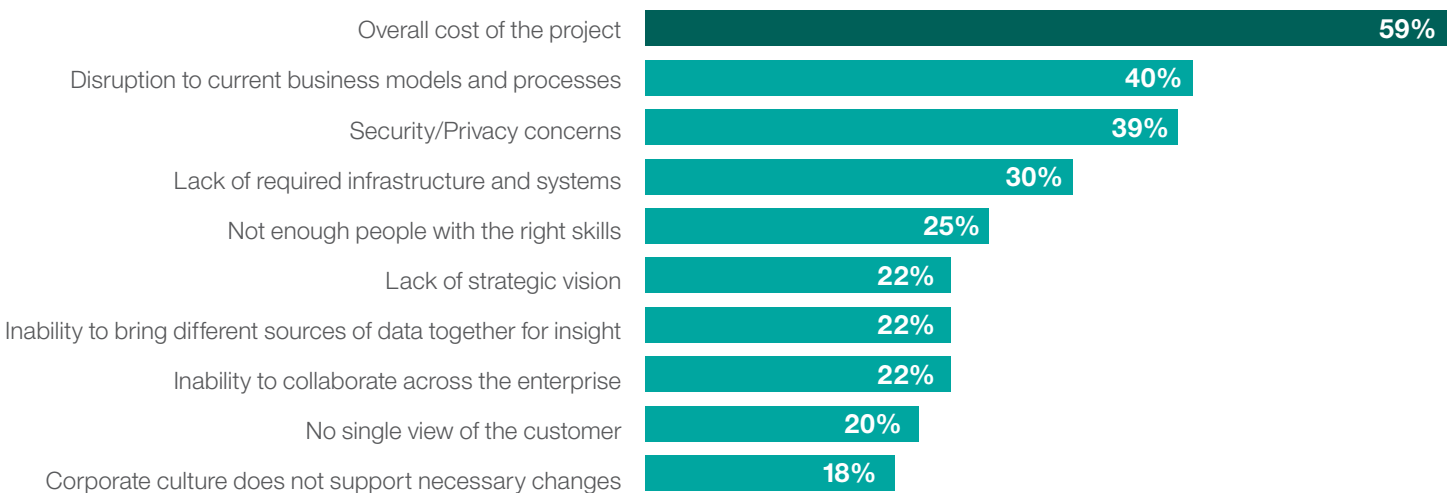 Overall cost of the project 59%
Disruption to current business models and processes 40%
Security/Privacy concerns 39%
Lack of required infrastructure and systems 30%
Not enough people with the right skills 25%
Lack of strategic vision 22%
Inability to bring different sources of data together for insight 22%
Inability to collaborate across the enterprise 22%
No single view of the customer 20%
Corporate culture does not support necessary changes 18%